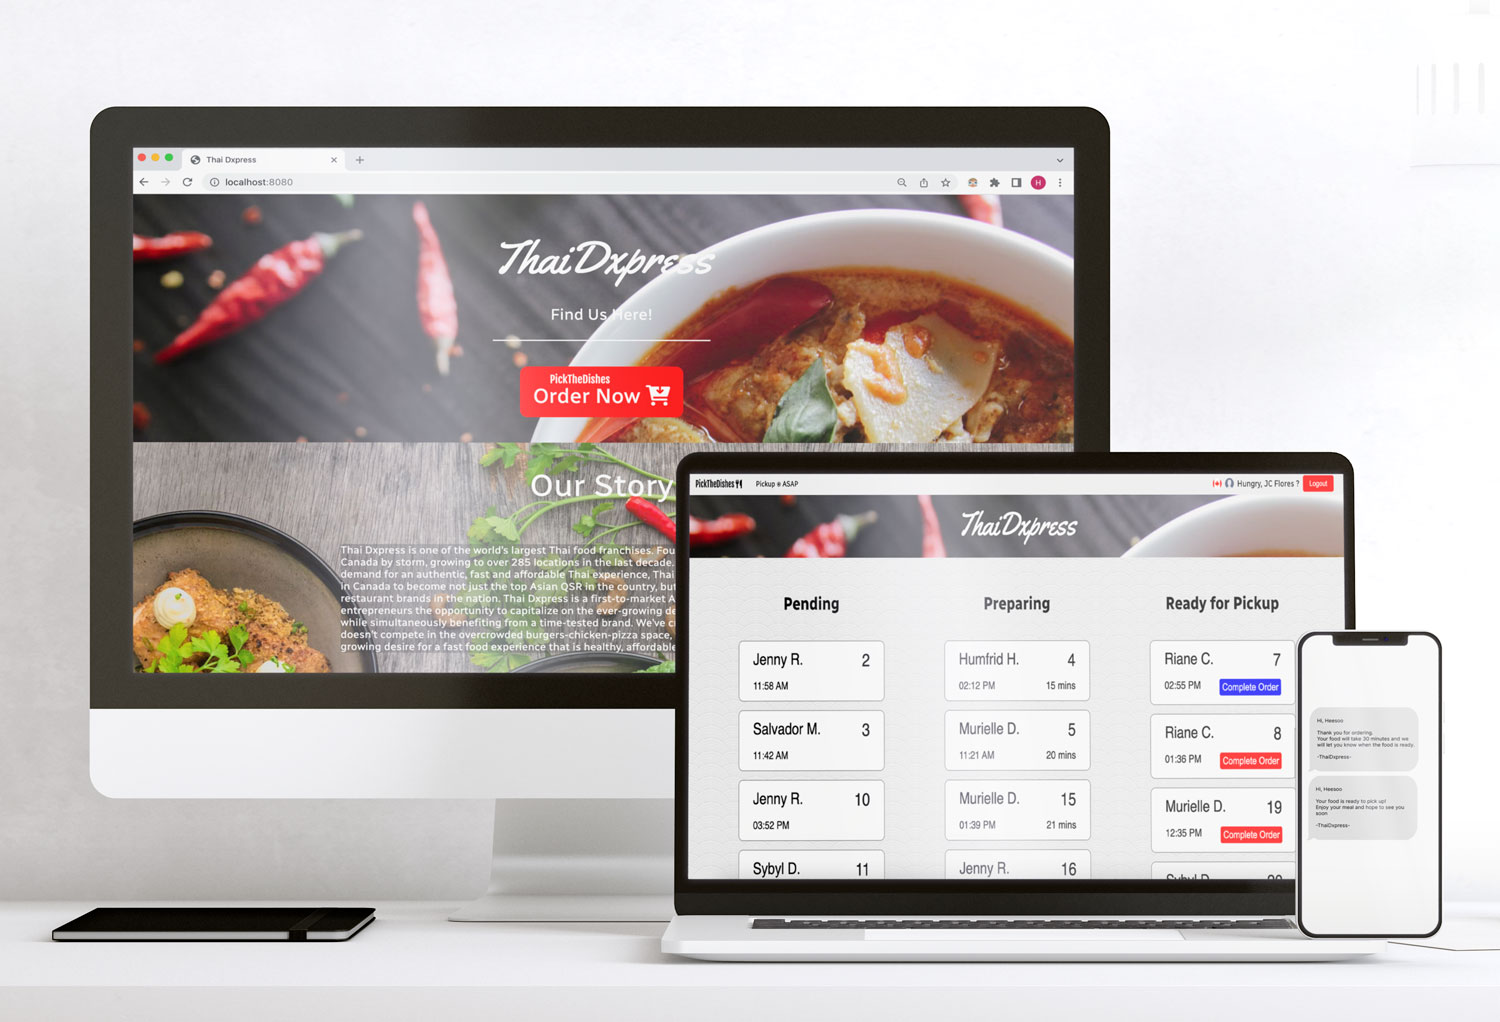 Thai Dxpress
localhost:8080
H
ThaiDxpress
Find Us Here!
PickTheDishes
Order Now
Our Story
Thai Dxpress is one of the world's largest Thai food franchises. Fou
Canada by storm, growing to over 285 locations in the last decade.
demand for an authentic, fast and affordable Thai experience, Thai
in Canada to become not just the top Asian QSR in the country, but
restaurant brands in the nation. Thai Dxpress is a first-to-market A
entrepreneurs the opportunity to capitalize on the ever-growing de
while simultaneously benefiting from a time-tested brand. We've c
doesn't compete in the overcrowded burgers-chicken-pizza space,
growing desire for a fast food experience that is healthy, affordable
PickTheDishes
Pickup @ ASAP
Hungry, JC Flores ?
Logout
ThaiDxpress
Pending
Jenny R. 2
11:58 AM
Salvador M. 3
11:42 AM
Jenny R. 10
03:52 PM
Sybyl D. 11
Preparing
Humfrid H. 4
02:12 PM 15 mins
Murielle D. 5
11:21 AM 20 mins
Murielle D. 15
01:39 PM 21 mins
Jenny R. 16
Ready for Pickup
Riane C. 7
02:55 PM Complete Order
Riane C. 8
01:36 PM Complete Order
Murielle D. 19
12:35 PM Complete Order
Hi, Heesoo
Thank you for ordering.
Your food will take 30 minutes and we
will let you know when the food is ready.
-ThaiDxpress-
Hi, Heesoo
Your food is ready to pick up!
Enjoy your meal and hope to see you
soon
-ThaiDxpress-